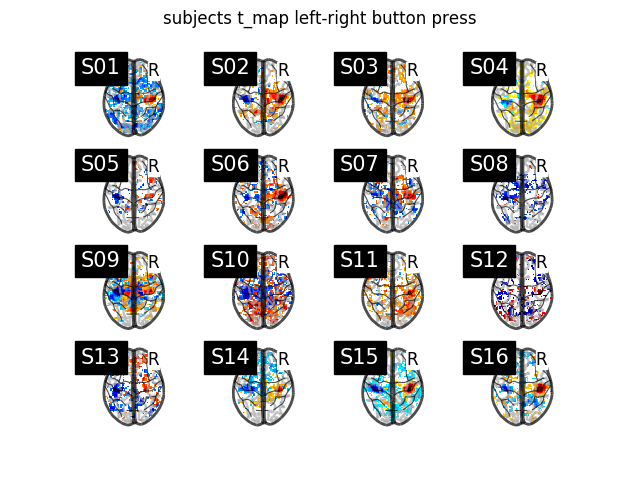 subjects t_map left-right button press
S01 R S02 R S03 R S04 R
S05 R S06 R S07 R S08 R
S09 R S10 R S11 R S12 R
S13 R S14 R S15 R S16 R